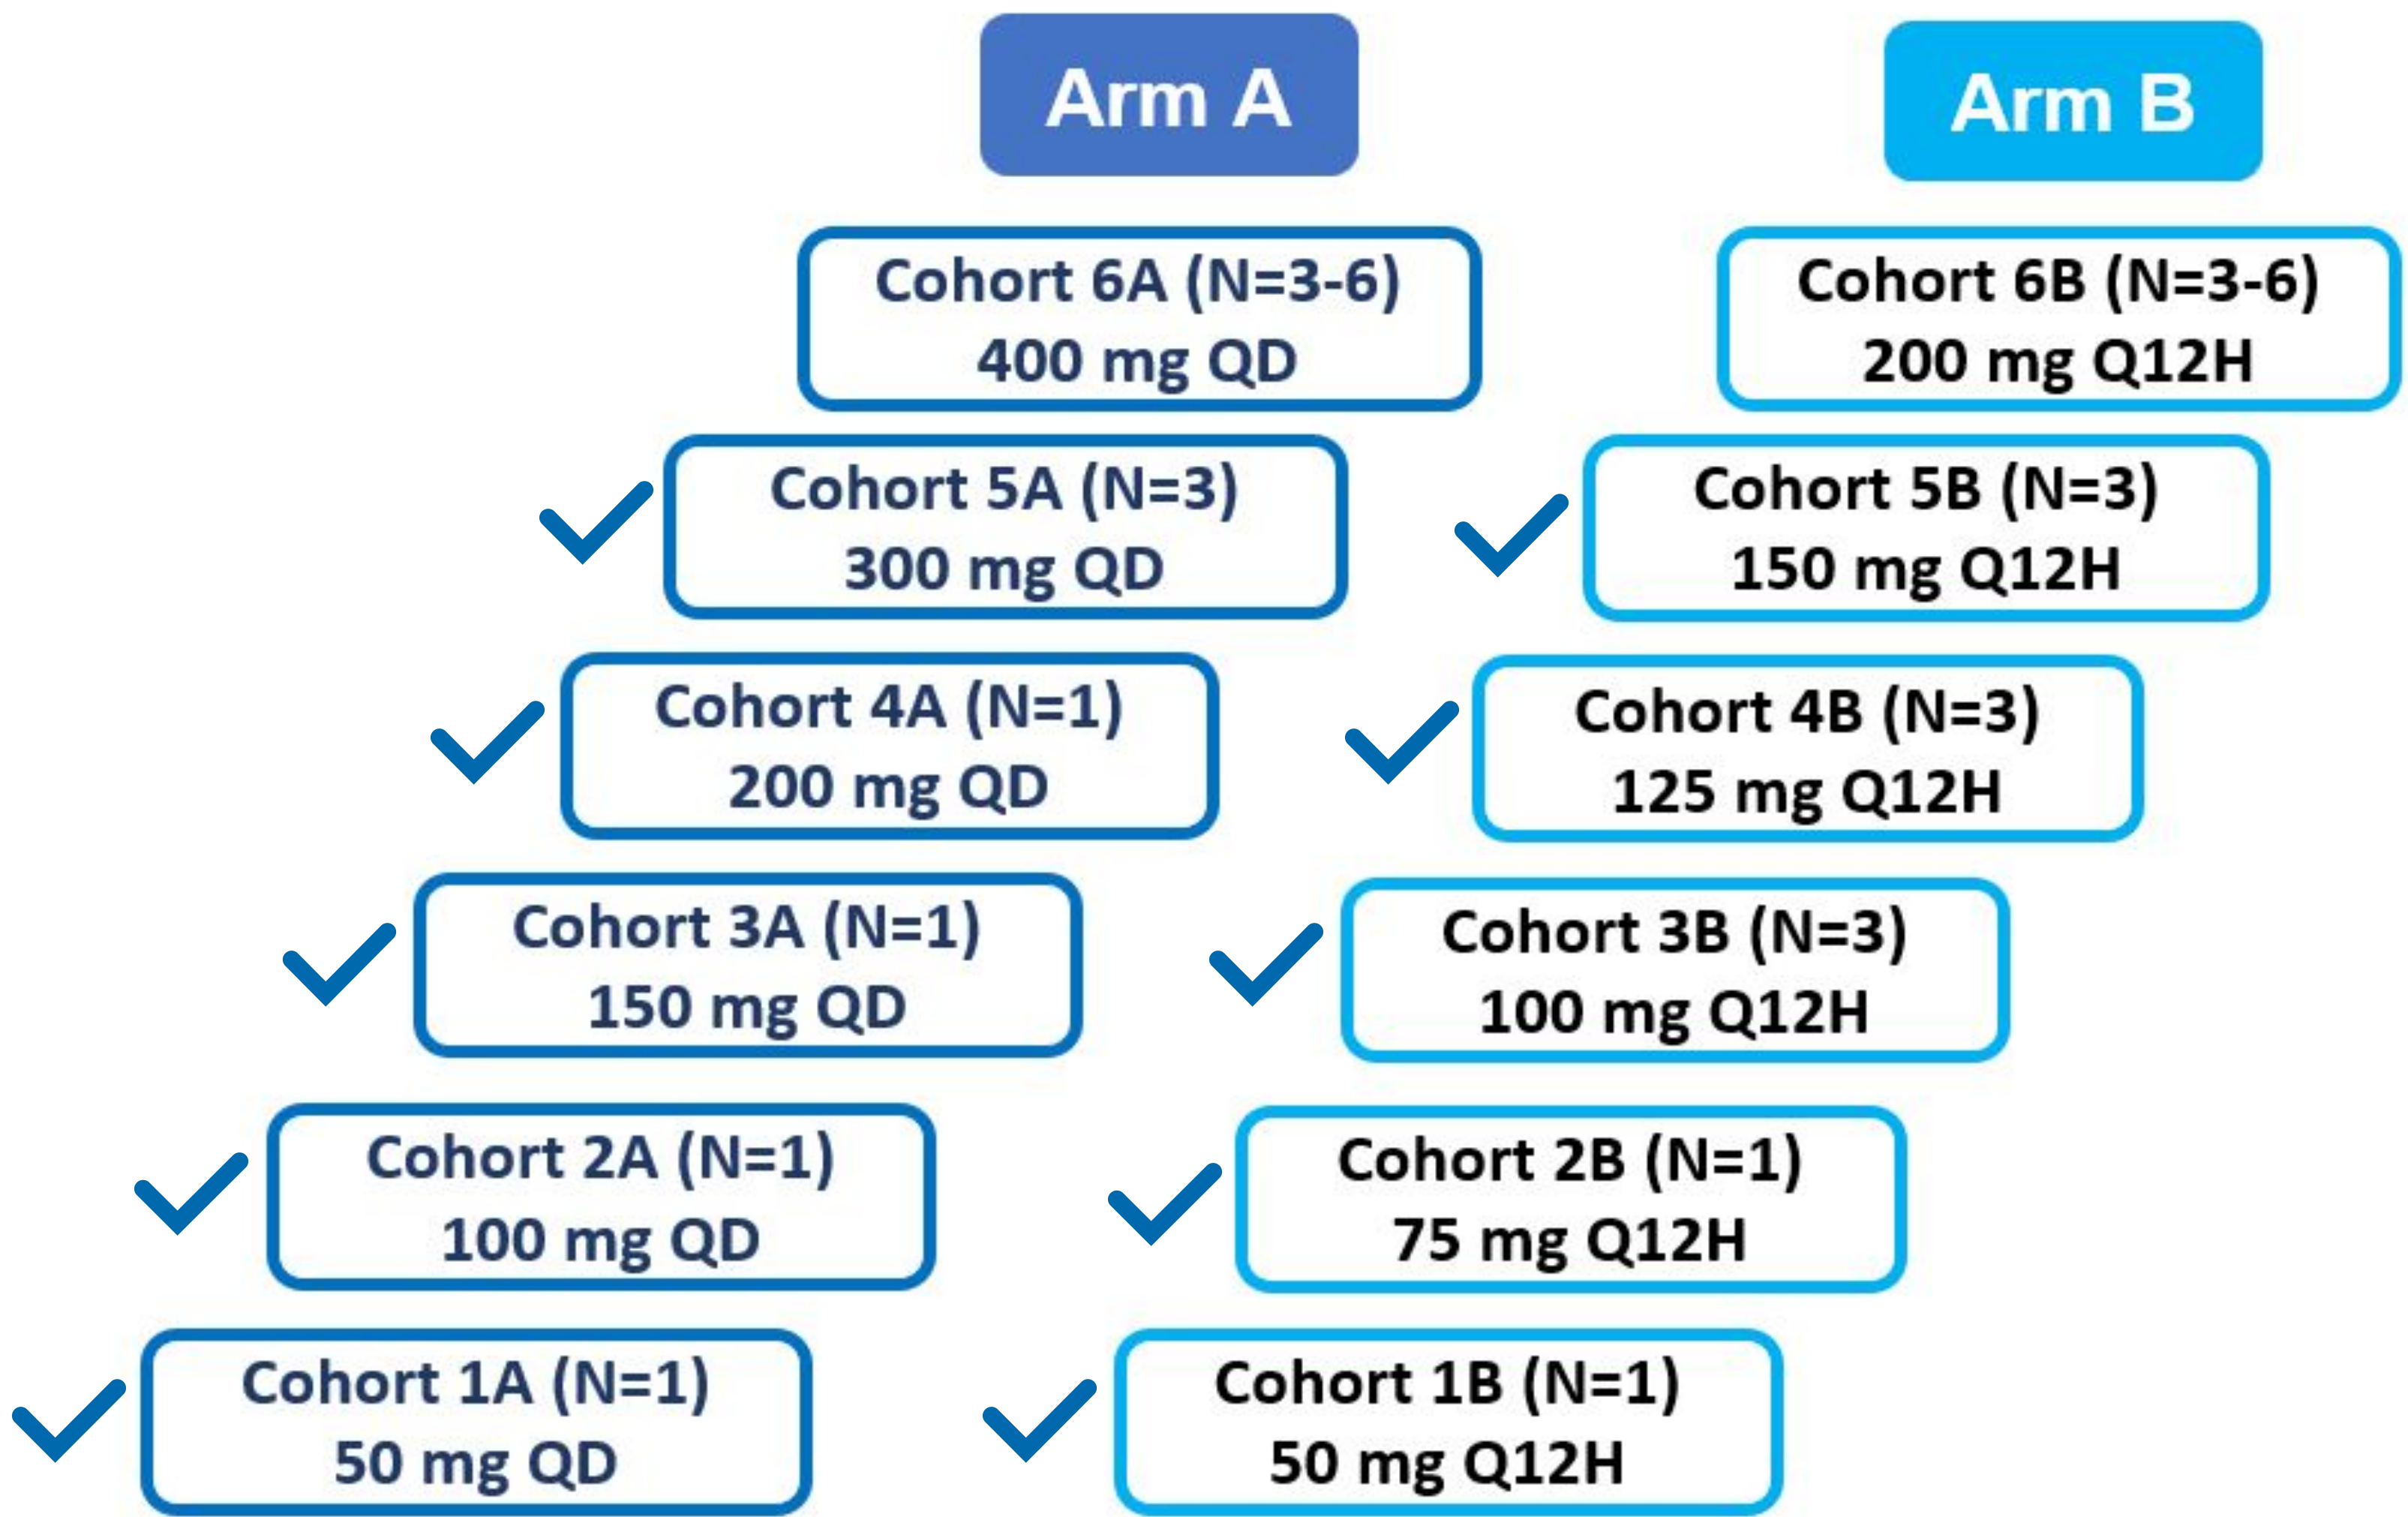 Arm A
Arm B
Cohort 6A (N=3-6)
400 mg QD
Cohort 6B (N=3-6)
200 mg Q12H
Cohort 5A (N=3)
300 mg QD
Cohort 5B (N=3)
150 mg Q12H
Cohort 4A (N=1)
200 mg QD
Cohort 4B (N=3)
125 mg Q12H
Cohort 3A (N=1)
150 mg QD
Cohort 3B (N=3)
100 mg Q12H
Cohort 2A (N=1)
100 mg QD
Cohort 2B (N=1)
75 mg Q12H
Cohort 1A (N=1)
50 mg QD
Cohort 1B (N=1)
50 mg Q12H